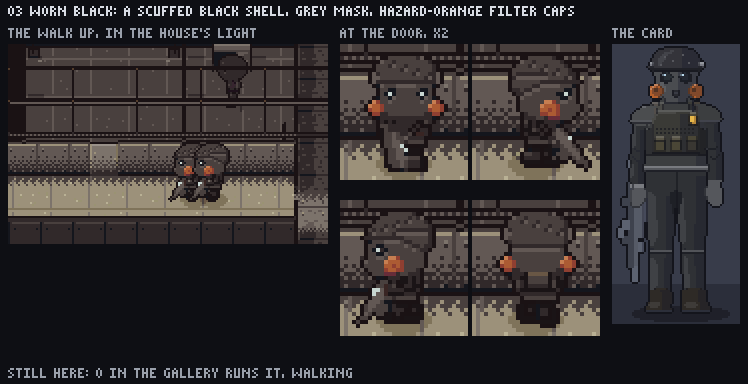 03 WORN BLACK: A SCUFFED BLACK SHELL, GREY MASK, HAZARD-ORANGE FILTER CAPS
THE WALK UP, IN THE HOUSE'S LIGHT
AT THE DOOR, X2
THE CARD
STILL HERE: O IN THE GALLERY RUNS IT, WALKING